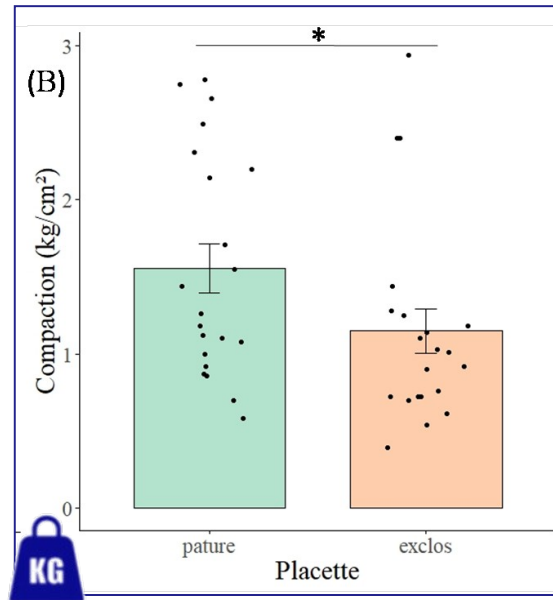 *
3
(B)
2
Compaction (kg/cm²)
1
0
pature exclos
Placette
KG